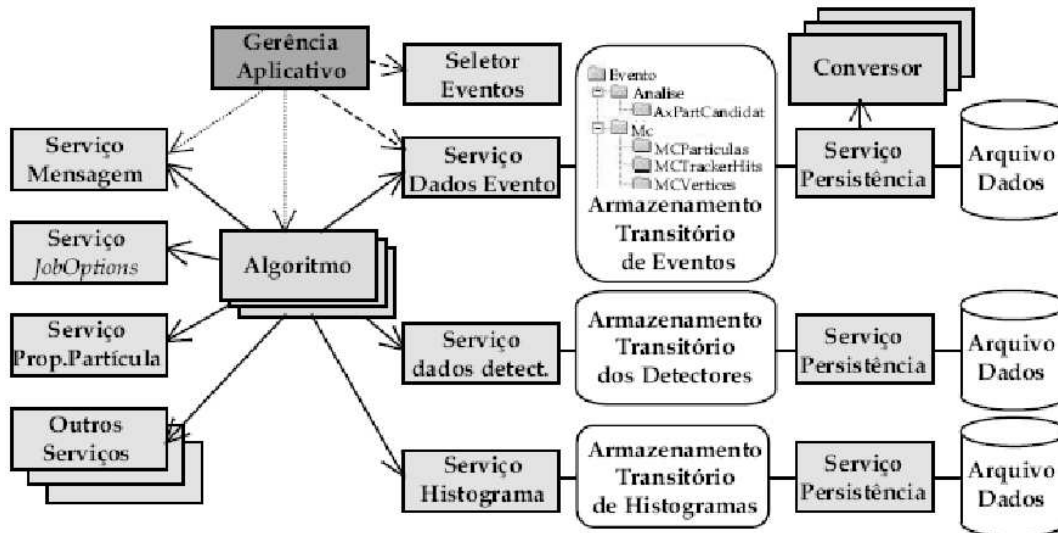 Gerência
Aplicativo
Seletor
Eventos
Conversor
Evento
Analise
AxPartCandidat
Mc
MCParticulas
MCTrackerHits
MCVertices
Armazenamento
Transitório
de Eventos
Serviço
Mensagem
Serviço
Dados Evento
Serviço
Persistência
Arquivo
Dados
Serviço
JobOptions
Algoritmo
Serviço
Prop.Partícula
Serviço
dados detect.
Armazenamento
Transitório
dos Detectores
Serviço
Persistência
Arquivo
Dados
Outros
Serviços
Serviço
Histograma
Armazenamento
Transitório
de Histogramas
Serviço
Persistência
Arquivo
Dados